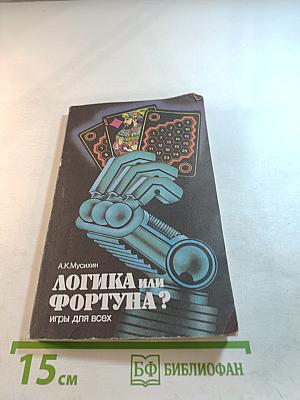 А.К.Мусихин
ЛОГИКА ИЛИ
ФОРТУНА?
игры для всех
15 см
БФ БИБЛИОФАН